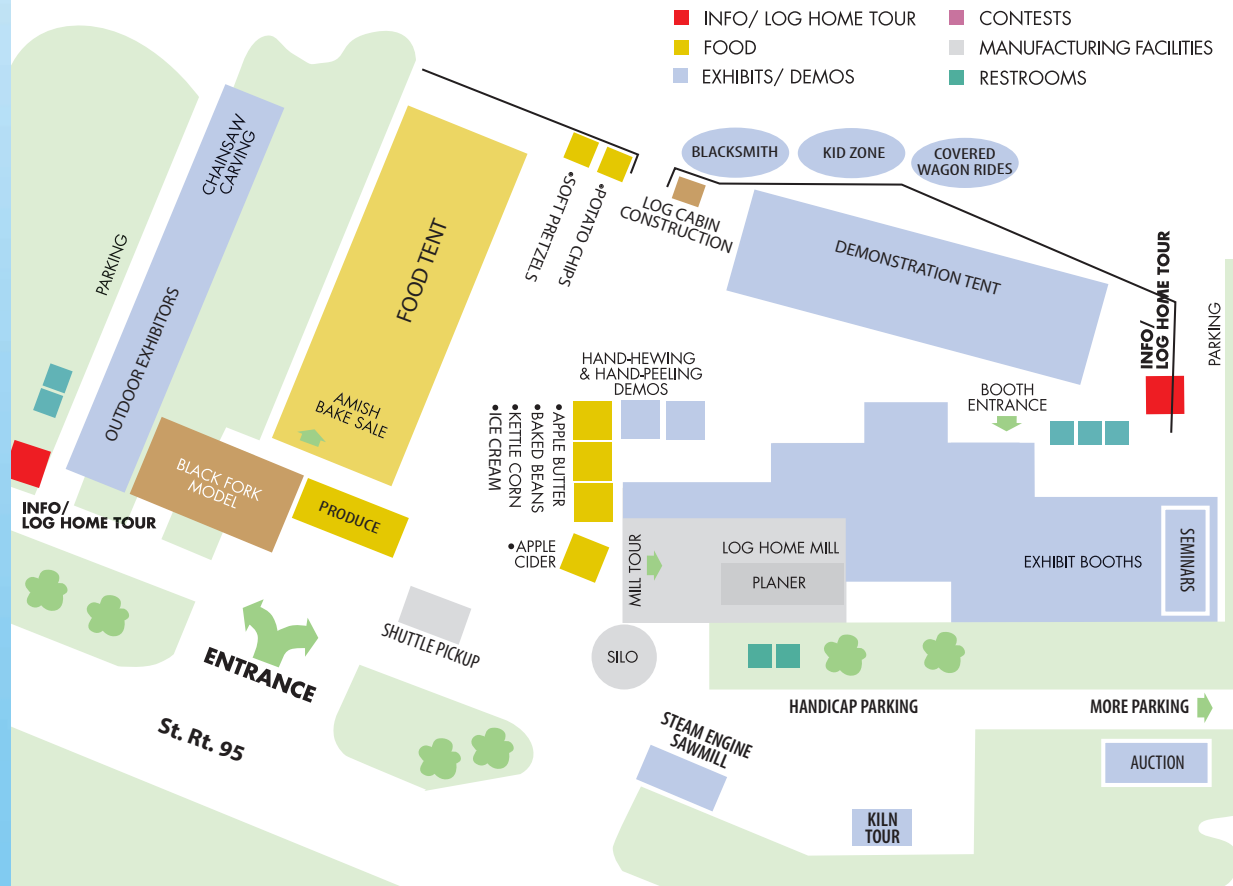 INFO/ LOG HOME TOUR
FOOD
EXHIBITS/ DEMOS
CONTESTS
MANUFACTURING FACILITIES
RESTROOMS
CHAINSAW
CARVING
PARKING
OUTDOOR EXHIBITORS
FOOD TENT
AMISH
BAKE SALE
•SOFT PRETZELS
•POTATO CHIPS
BLACKSMITH
KID ZONE
COVERED
WAGON RIDES
LOG CABIN
CONSTRUCTION
DEMONSTRATION TENT
INFO/
LOG HOME TOUR
PARKING
HAND-HEWING
& HAND-PEELING
DEMOS
BOOTH
ENTRANCE
•APPLE BUTTER
•BAKED BEANS
•KETTLE CORN
•ICE CREAM
BLACK FORK
MODEL
PRODUCE
INFO/
LOG HOME TOUR
•APPLE
CIDER
MILL TOUR
LOG HOME MILL
PLANER
EXHIBIT BOOTHS
SEMINARS
SHUTTLE PICKUP
ENTRANCE
SILO
St. Rt. 95
HANDICAP PARKING
MORE PARKING
STEAM ENGINE
SAWMILL
AUCTION
KILN
TOUR